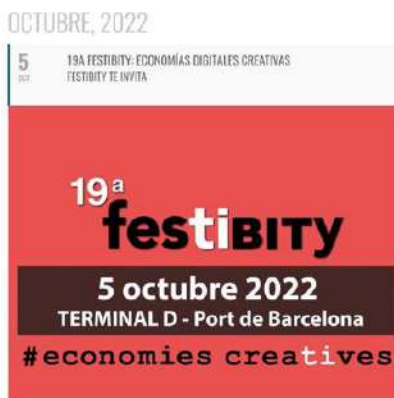 OCTUBRE, 2022
5
OCT
19A FESTIBITY: ECONOMÍAS DIGITALES CREATIVAS
FESTIBITY TE INVITA
19ª
festiBITY
5 octubre 2022
TERMINAL D - Port de Barcelona
#economies creatives